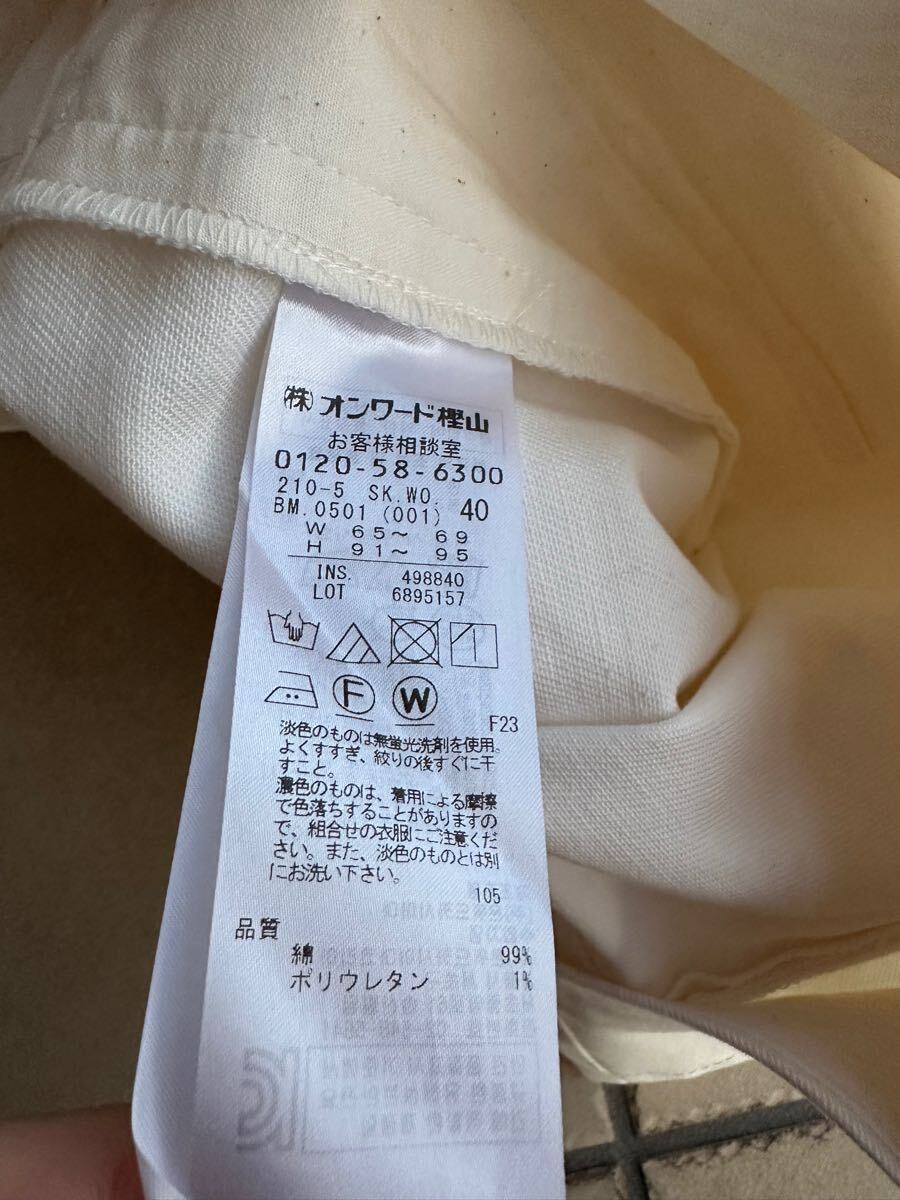 ㈱オンワード樫山
お客様相談室
0120-58-6300
210-5 SK.WO. 40
BM.0501 (001)
W 65〜 69
H 91〜 95
INS. 498840
LOT 6895157
F
W
F23
淡色のものは無蛍光洗剤を使用。
よくすすぎ、絞りの後すぐに干
すこと。
濃色のものは、着用による摩擦
で色落ちすることがありますの
で、組合せの衣服にご注意くだ
さい。また、淡色のものとは別
にお洗い下さい。
105
品質
綿 99%
ポリウレタン 1%